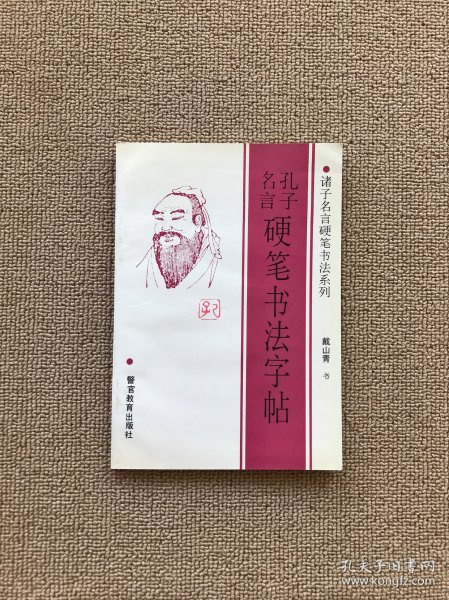 诸子名言硬笔书法系列
戴山青 书
孔子
名言
硬笔书法字帖
警官教育出版社
孔夫子旧书网
www.kongfz.com